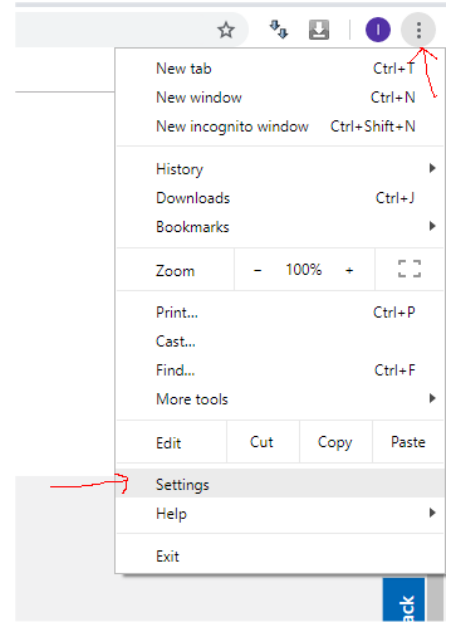 I
New tab Ctrl+T
New window Ctrl+N
New incognito window Ctrl+Shift+N
History
Downloads Ctrl+J
Bookmarks
Zoom - 100% +
Print... Ctrl+P
Cast...
Find... Ctrl+F
More tools
Edit Cut Copy Paste
Settings
Help
Exit
ack